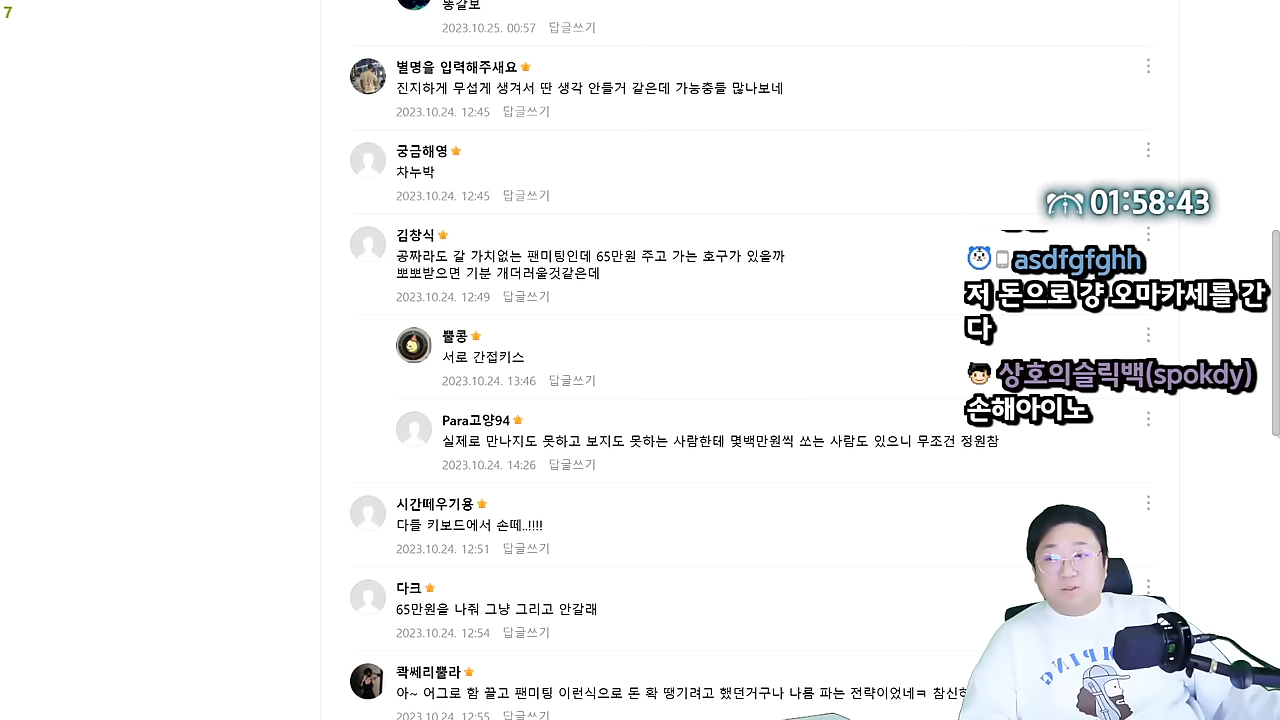 7
똥갈보
2023.10.25. 00:57 답글쓰기
별명을 입력해주새요
진지하게 무섭게 생겨서 딴 생각 안들거 같은데 가능충들 많나보네
2023.10.24. 12:45 답글쓰기
궁금해영
차누박
2023.10.24. 12:45 답글쓰기
김창식
공짜라도 갈 가치없는 팬미팅인데 65만원 주고 가는 호구가 있을까
뽀뽀받으면 기분 개더러울것같은데
2023.10.24. 12:49 답글쓰기
뿔콩
서로 간접키스
2023.10.24. 13:46 답글쓰기
Para고양94
실제로 만나지도 못하고 보지도 못하는 사람한테 몇백만원씩 쏘는 사람도 있으니 무조건 정원참
2023.10.24. 14:26 답글쓰기
시간떼우기용
다들 키보드에서 손떼..!!!!
2023.10.24. 12:51 답글쓰기
다크
65만원을 나줘 그냥 그리고 안갈래
2023.10.24. 12:54 답글쓰기
콱쎄리뿔라
아~ 어그로 함 끌고 팬미팅 이런식으로 돈 확 땡기려고 했던거구나 나름 파는 전략이었네ㅋ
2023.10.24. 12:55 답글쓰기
01:58:43
asdfgfghh
저 돈으로 걍 오마카세를 간
다
상호의슬릭백(spokdy)
손해아이노